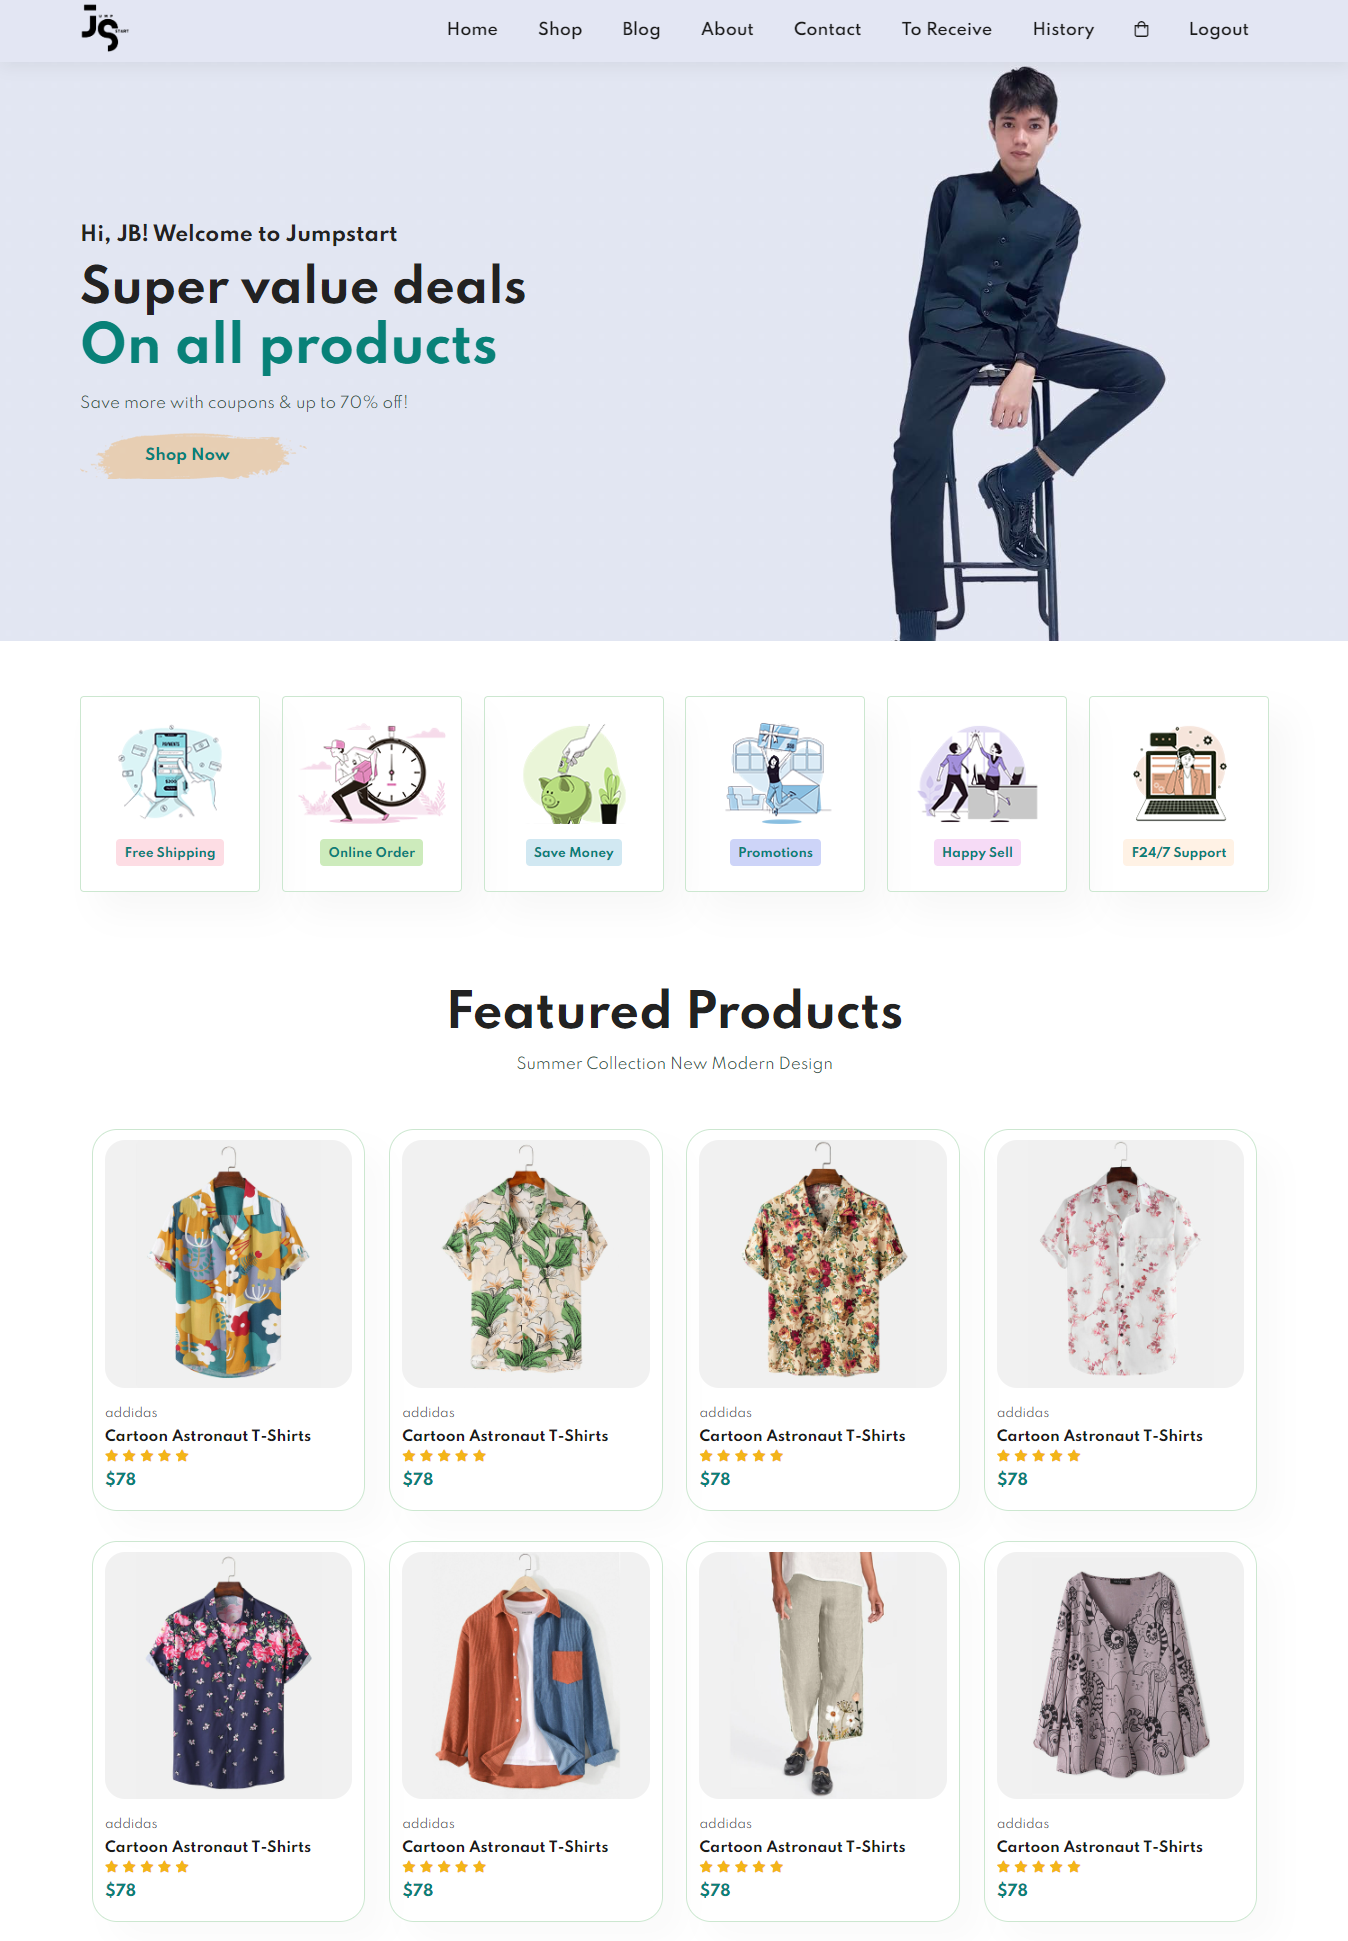 JS
UMP
START
Home Shop Blog About Contact To Receive History Logout
Hi, JB! Welcome to Jumpstart
Super value deals
On all products
Save more with coupons & up to 70% off!
Shop Now
PAYMENTS
$200
Free Shipping Online Order Save Money Promotions Happy Sell F24/7 Support
Featured Products
Summer Collection New Modern Design
addidas addidas addidas addidas
Cartoon Astronaut T-Shirts Cartoon Astronaut T-Shirts Cartoon Astronaut T-Shirts Cartoon Astronaut T-Shirts
$78 $78 $78 $78
addidas addidas addidas addidas
Cartoon Astronaut T-Shirts Cartoon Astronaut T-Shirts Cartoon Astronaut T-Shirts Cartoon Astronaut T-Shirts
$78 $78 $78 $78